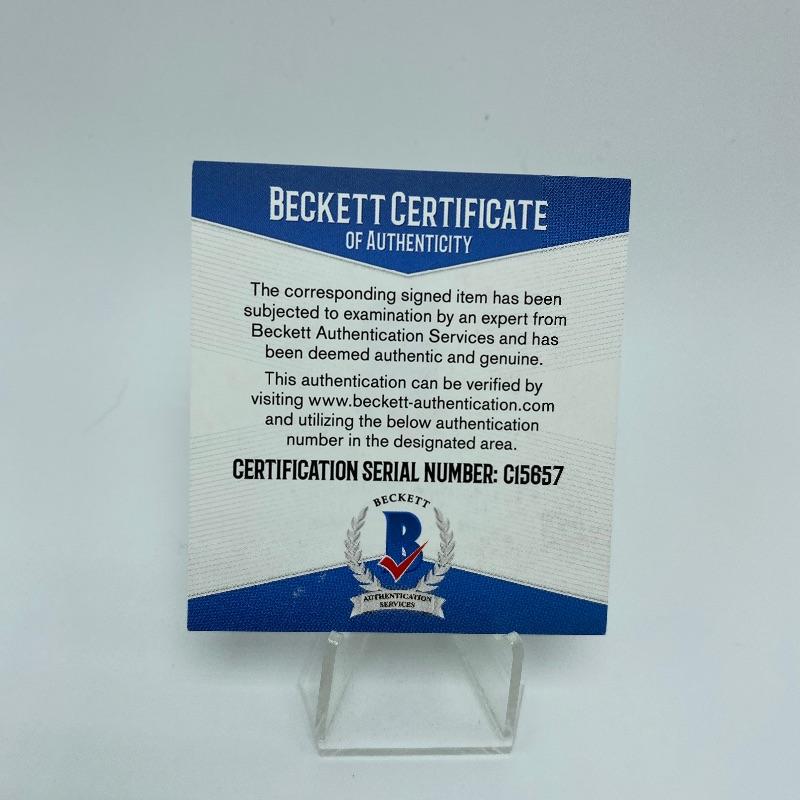 BECKETT CERTIFICATE
OF AUTHENTICITY
The corresponding signed item has been
subjected to examination by an expert from
Beckett Authentication Services and has
been deemed authentic and genuine.
This authentication can be verified by
visiting www.beckett-authentication.com
and utilizing the below authentication
number in the designated area.
CERTIFICATION SERIAL NUMBER: C15657
BECKETT
B
AUTHENTICATION
SERVICES